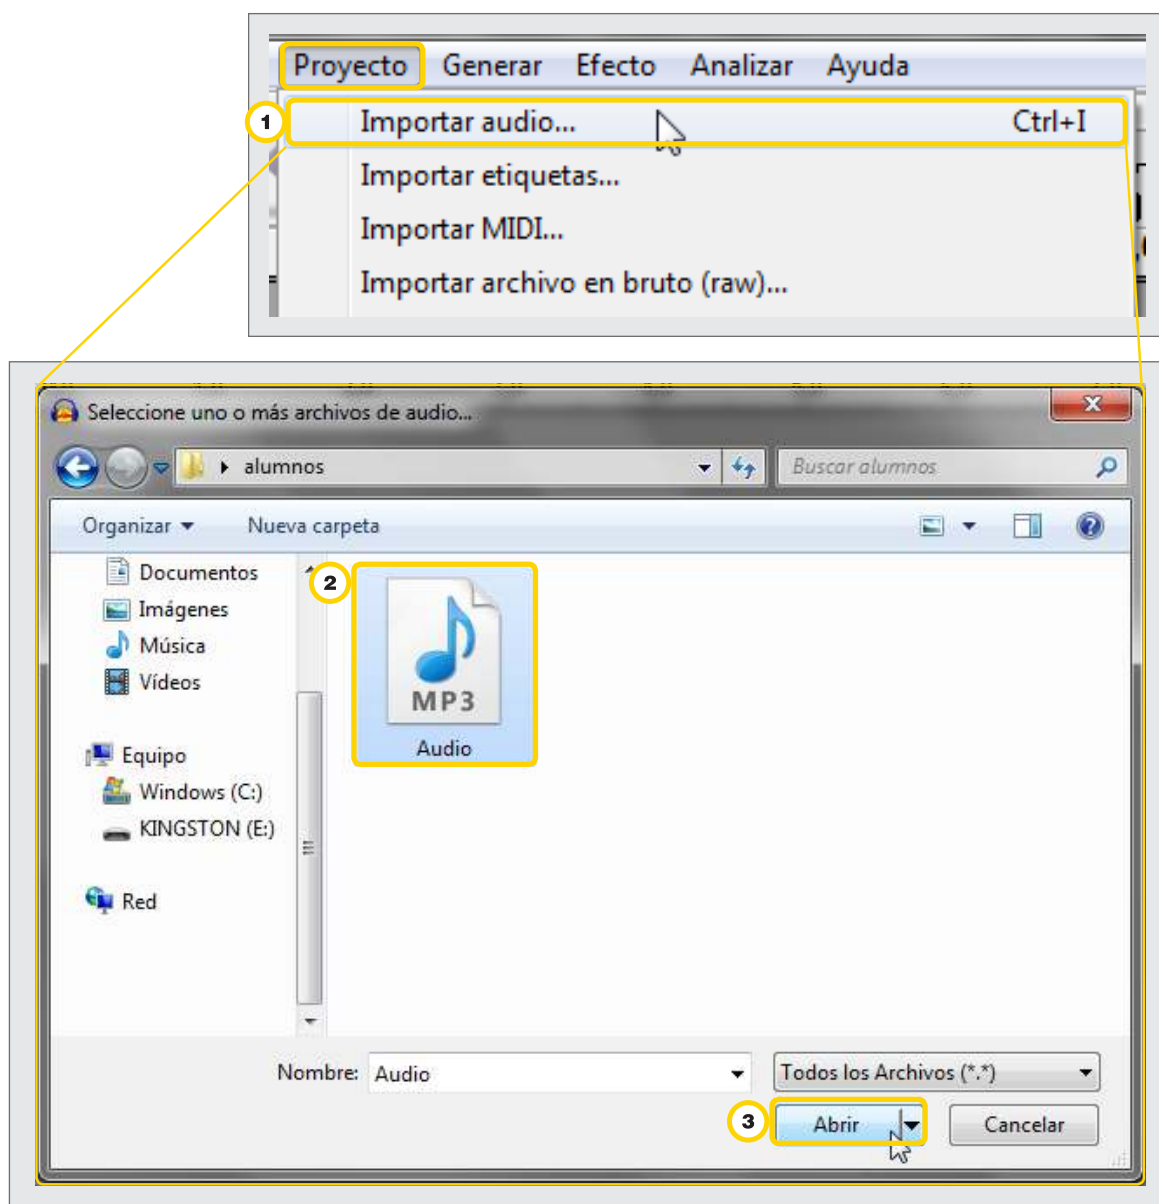 Proyecto Generar Efecto Analizar Ayuda
1 Importar audio... Ctrl+I
Importar etiquetas...
Importar MIDI...
Importar archivo en bruto (raw)...
Seleccione uno o más archivos de audio...
alumnos Buscar alumnos
Organizar Nueva carpeta
Documentos
Imágenes
Música
Vídeos
Equipo
Windows (C:)
KINGSTON (E:)
Red
2
MP3
Audio
Nombre: Audio Todos los Archivos (*.*)
3 Abrir Cancelar